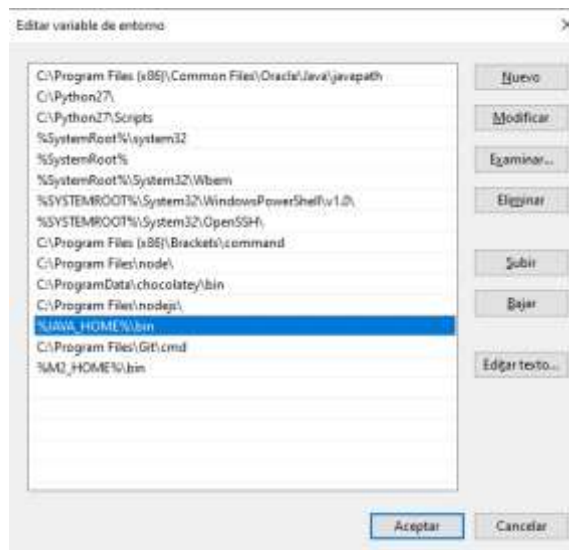 Editar variable de entorno
C:\Program Files (x86)\Common Files\Oracle\Java\javapath
C:\Python27\
C:\Python27\Scripts
%SystemRoot%\system32
%SystemRoot%
%SystemRoot%\System32\Wbem
%SYSTEMROOT%\System32\WindowsPowerShell\v1.0\
%SYSTEMROOT%\System32\OpenSSH\
C:\Program Files (x86)\Brackets\command
C:\Program Files\node\
C:\ProgramData\chocolatey\bin
C:\Program Files\nodejs\
%JAVA_HOME%\bin
C:\Program Files\Git\cmd
%M2_HOME%\bin
Nuevo
Modificar
Examinar...
Eliminar
Subir
Bajar
Editar texto...
Aceptar
Cancelar